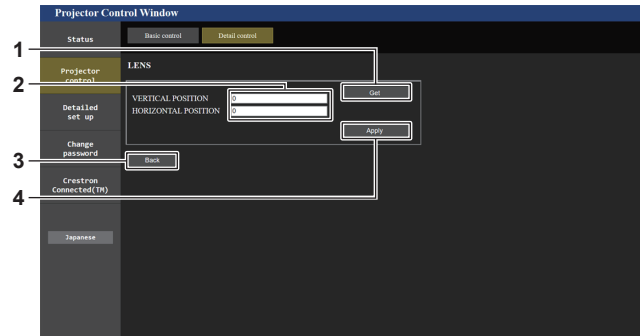 Projector Control Window
Status
Basic control
Detail control
1
Projector
control
LENS
2
VERTICAL POSITION
0
Get
HORIZONTAL POSITION
0
Detailed
set up
Apply
Change
password
3
Back
Crestron
Connected(TM)
4
Japanese